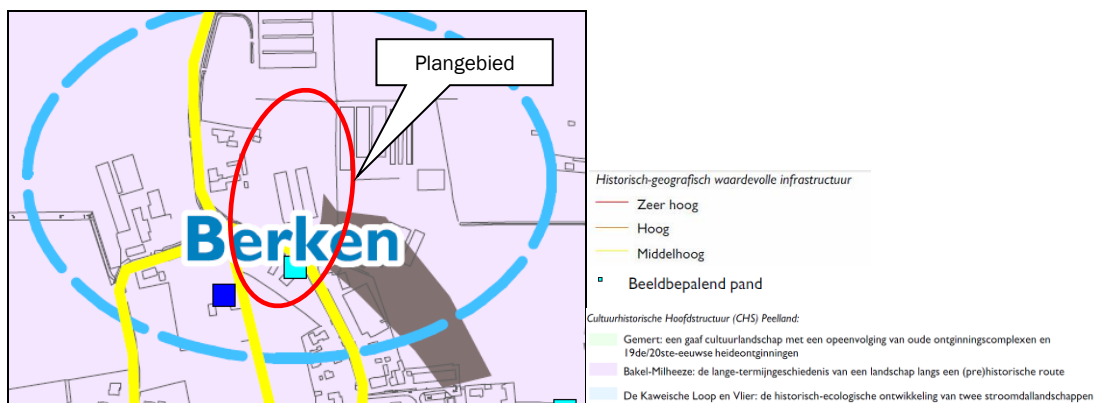 Plangebied
Berken
Historisch-geografisch waardevolle infrastructuur
Zeer hoog
Hoog
Middelhoog
Beeldbepalend pand
Cultuurhistorische Hoofdstructuur (CHS) Peelland:
Gemert: een gaaf cultuurlandschap met een opeenvolging van oude ontginningscomplexen en
19de/20ste-eeuwse heideontginningen
Bakel-Milheeze: de lange-termijngeschiedenis van een landschap langs een (pre)historische route
De Kaweische Loop en Vlier: de historisch-ecologische ontwikkeling van twee stroomdallandschappen